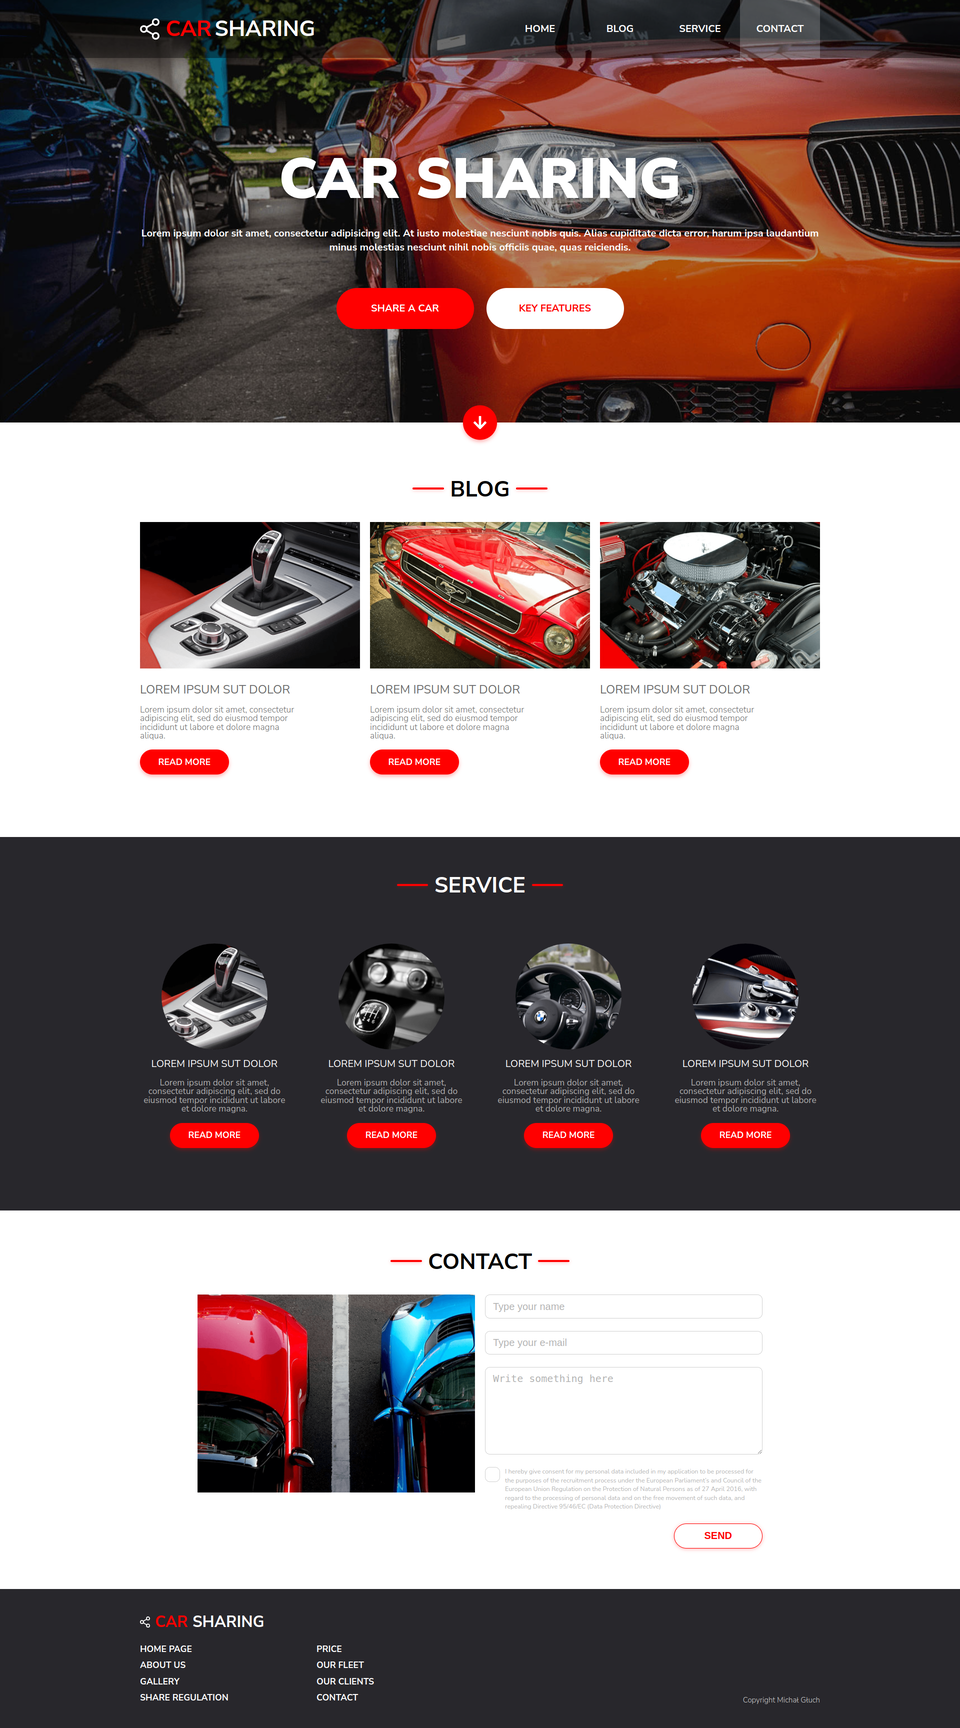 CAR SHARING
HOME
BLOG
SERVICE
CONTACT
CAR SHARING
Lorem ipsum dolor sit amet, consectetur adipisicing elit. At iusto molestiae nesciunt nobis quis. Alias cupiditate dicta error, harum ipsa laudantium
minus molestias nesciunt nihil nobis officiis quae, quas reiciendis.
SHARE A CAR
KEY FEATURES
BLOG
LOREM IPSUM SUT DOLOR
Lorem ipsum dolor sit amet, consectetur
adipiscing elit, sed do eiusmod tempor
incididunt ut labore et dolore magna
aliqua.
READ MORE
LOREM IPSUM SUT DOLOR
Lorem ipsum dolor sit amet, consectetur
adipiscing elit, sed do eiusmod tempor
incididunt ut labore et dolore magna
aliqua.
READ MORE
LOREM IPSUM SUT DOLOR
Lorem ipsum dolor sit amet, consectetur
adipiscing elit, sed do eiusmod tempor
incididunt ut labore et dolore magna
aliqua.
READ MORE
SERVICE
LOREM IPSUM SUT DOLOR
Lorem ipsum dolor sit amet,
consectetur adipiscing elit, sed do
eiusmod tempor incididunt ut labore
et dolore magna.
READ MORE
LOREM IPSUM SUT DOLOR
Lorem ipsum dolor sit amet,
consectetur adipiscing elit, sed do
eiusmod tempor incididunt ut labore
et dolore magna.
READ MORE
LOREM IPSUM SUT DOLOR
Lorem ipsum dolor sit amet,
consectetur adipiscing elit, sed do
eiusmod tempor incididunt ut labore
et dolore magna.
READ MORE
LOREM IPSUM SUT DOLOR
Lorem ipsum dolor sit amet,
consectetur adipiscing elit, sed do
eiusmod tempor incididunt ut labore
et dolore magna.
READ MORE
CONTACT
Type your name
Type your e-mail
Write something here
I hereby give consent for my personal data included in my application to be processed for
the purposes of the recruitment process under the European Parliament's and Council of the
European Union Regulation on the Protection of Natural Persons as of 27 April 2016, with
regard to the processing of personal data and on the free movement of such data, and
repealing Directive 95/46/EC (Data Protection Directive)
SEND
CAR SHARING
HOME PAGE
ABOUT US
GALLERY
SHARE REGULATION
PRICE
OUR FLEET
OUR CLIENTS
CONTACT
Copyright Michał Głuch